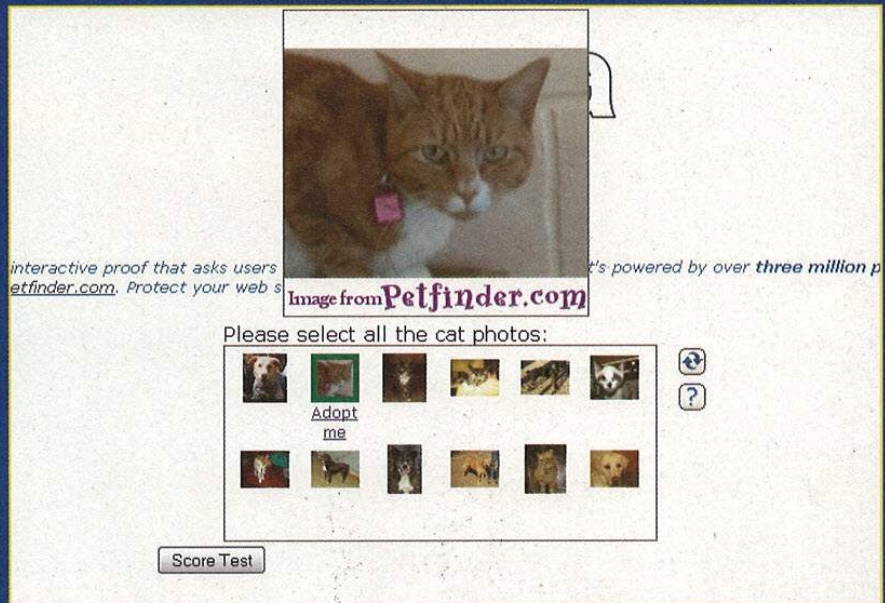 interactive proof that asks users
t's powered by over three million p
etfinder.com. Protect your web s
Image from Petfinder.com
Please select all the cat photos:
Adopt
me
?
Score Test